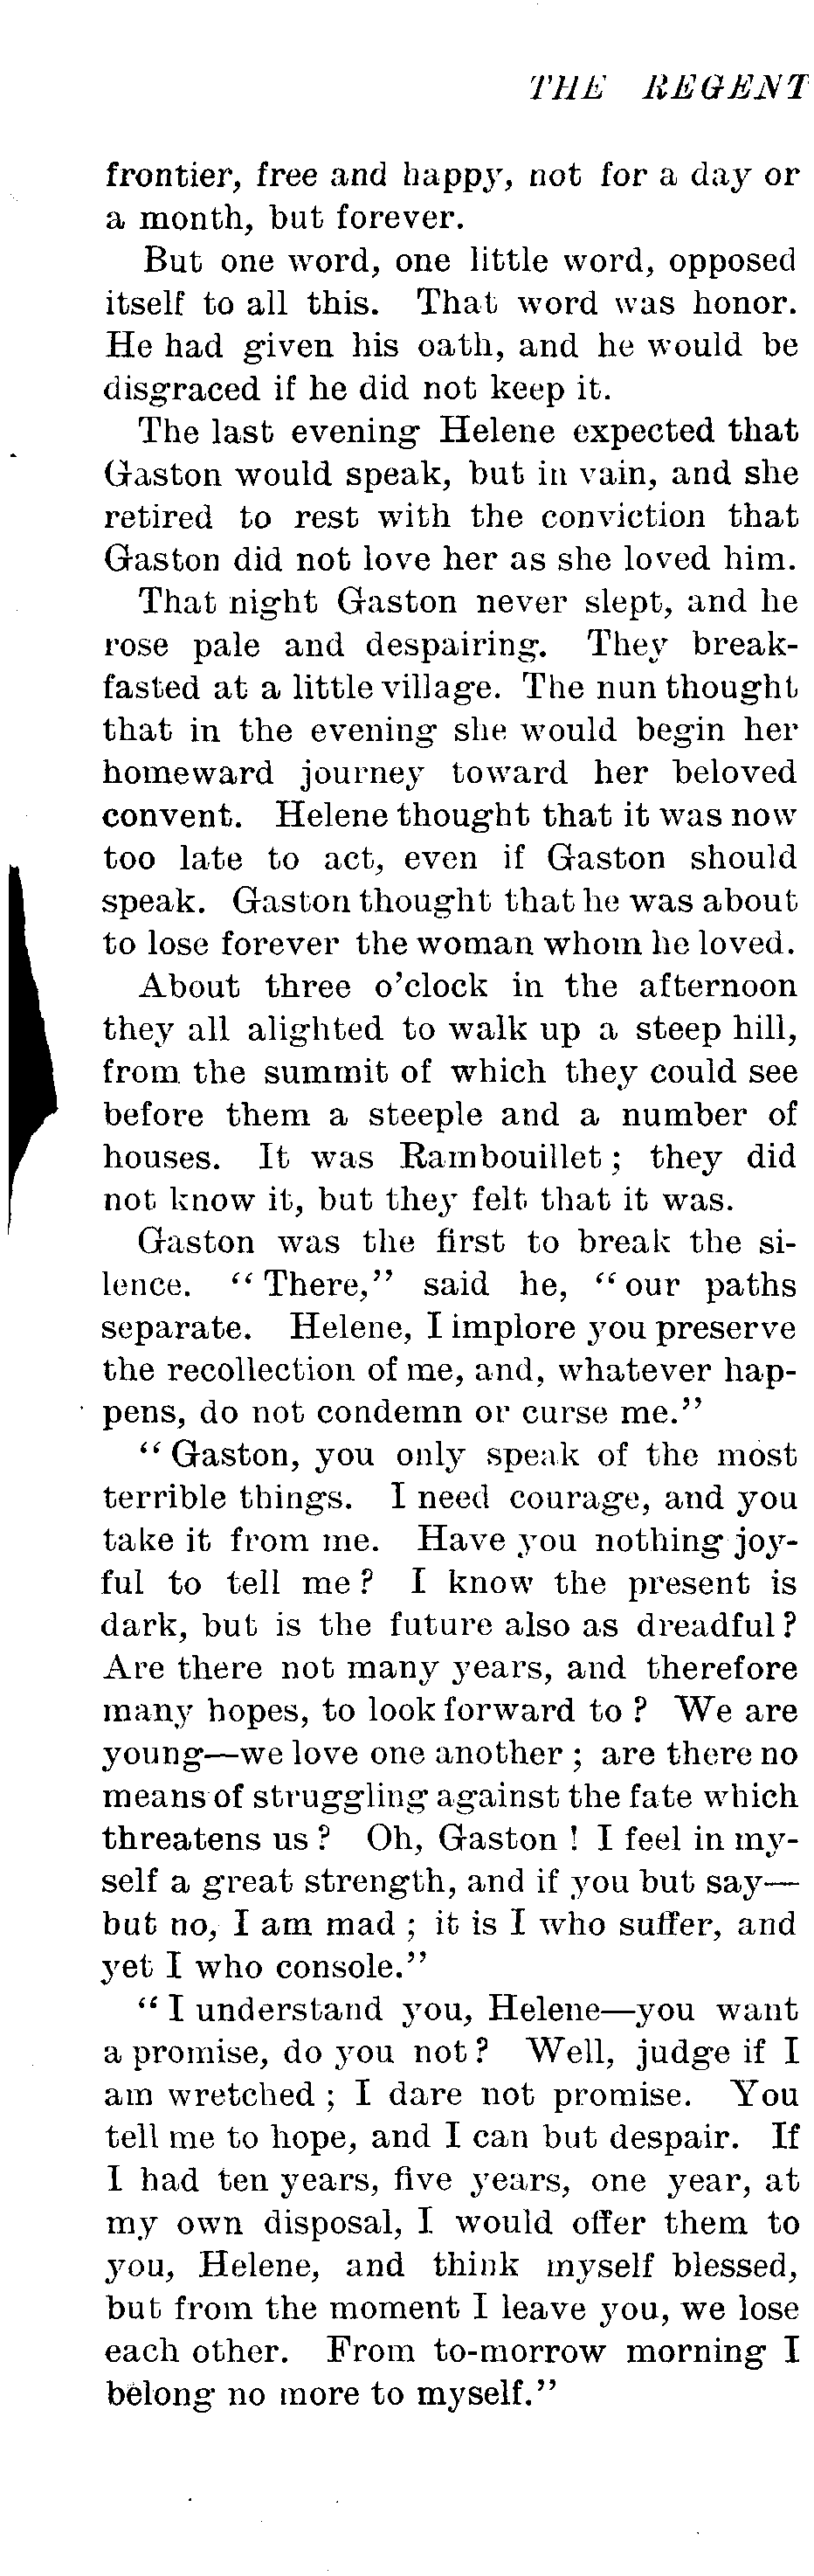 THE REGENT
frontier, free and happy, not for a day or
a month, but forever.
But one word, one little word, opposed
itself to all this. That word was honor.
He had given his oath, and he would be
disgraced if he did not keep it.
The last evening Helene expected that
Gaston would speak, but in vain, and she
retired to rest with the conviction that
Gaston did not love her as she loved him.
That night Gaston never slept, and he
rose pale and despairing. They break-
fasted at a little village. The nun thought
that in the evening she would begin her
homeward journey toward her beloved
convent. Helene thought that it was now
too late to act, even if Gaston should
speak. Gaston thought that he was about
to lose forever the woman whom he loved.
About three o'clock in the afternoon
they all alighted to walk up a steep hill,
from the summit of which they could see
before them a steeple and a number of
houses. It was Rambouillet; they did
not know it, but they felt that it was.
Gaston was the first to break the si-
lence. "There," said he, "our paths
separate. Helene, I implore you preserve
the recollection of me, and, whatever hap-
pens, do not condemn or curse me."
"Gaston, you only speak of the most
terrible things. I need courage, and you
take it from me. Have you nothing joy-
ful to tell me? I know the present is
dark, but is the future also as dreadful?
Are there not many years, and therefore
many hopes, to look forward to? We are
young—we love one another; are there no
means of struggling against the fate which
threatens us? Oh, Gaston! I feel in my-
self a great strength, and if you but say—
but no, I am mad; it is I who suffer, and
yet I who console."
"I understand you, Helene—you want
a promise, do you not? Well, judge if I
am wretched; I dare not promise. You
tell me to hope, and I can but despair. If
I had ten years, five years, one year, at
my own disposal, I would offer them to
you, Helene, and think myself blessed,
but from the moment I leave you, we lose
each other. From to-morrow morning I
belong no more to myself."